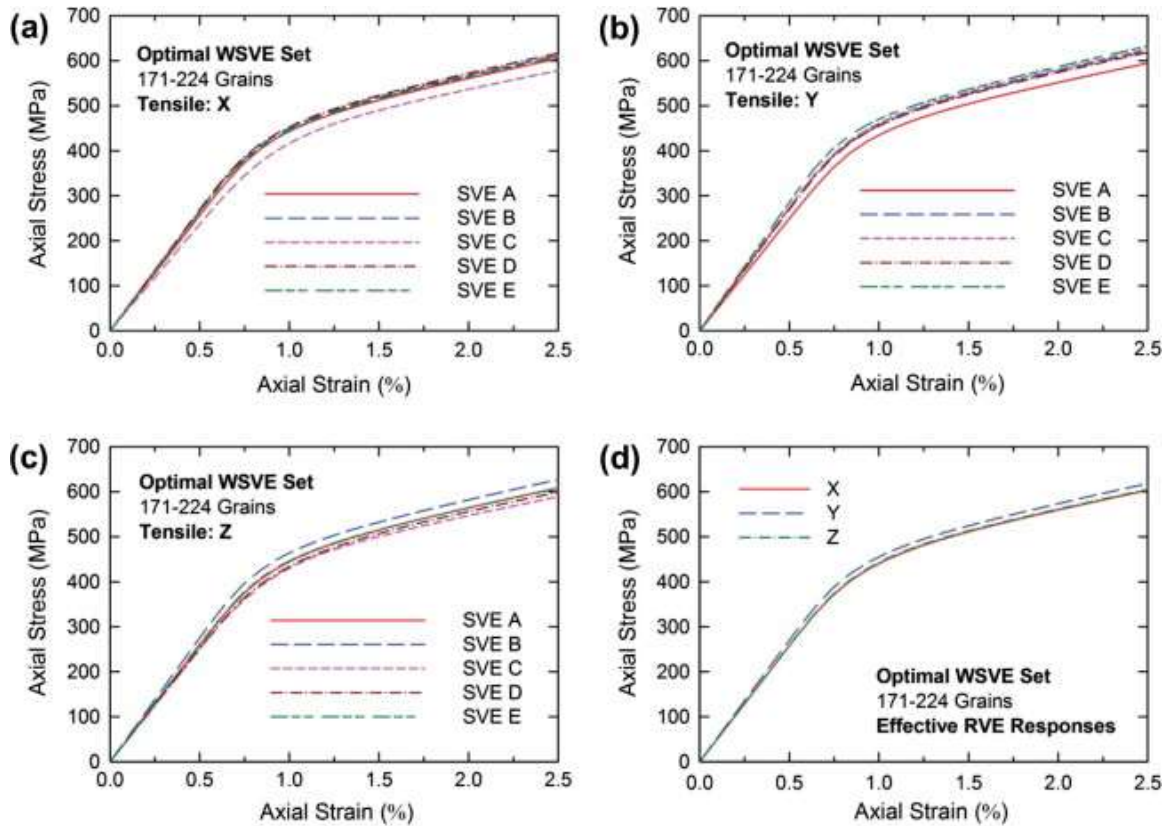 (a)
Optimal WSVE Set
171-224 Grains
Tensile: X
SVE A
SVE B
SVE C
SVE D
SVE E
700
600
500
400
300
200
100
0
0.0 0.5 1.0 1.5 2.0 2.5
Axial Stress (MPa)
Axial Strain (%)
(b)
Optimal WSVE Set
171-224 Grains
Tensile: Y
SVE A
SVE B
SVE C
SVE D
SVE E
700
600
500
400
300
200
100
0
0.0 0.5 1.0 1.5 2.0 2.5
Axial Stress (MPa)
Axial Strain (%)
(c)
Optimal WSVE Set
171-224 Grains
Tensile: Z
SVE A
SVE B
SVE C
SVE D
SVE E
700
600
500
400
300
200
100
0
0.0 0.5 1.0 1.5 2.0 2.5
Axial Stress (MPa)
Axial Strain (%)
(d)
X
Y
Z
Optimal WSVE Set
171-224 Grains
Effective RVE Responses
700
600
500
400
300
200
100
0
0.0 0.5 1.0 1.5 2.0 2.5
Axial Stress (MPa)
Axial Strain (%)